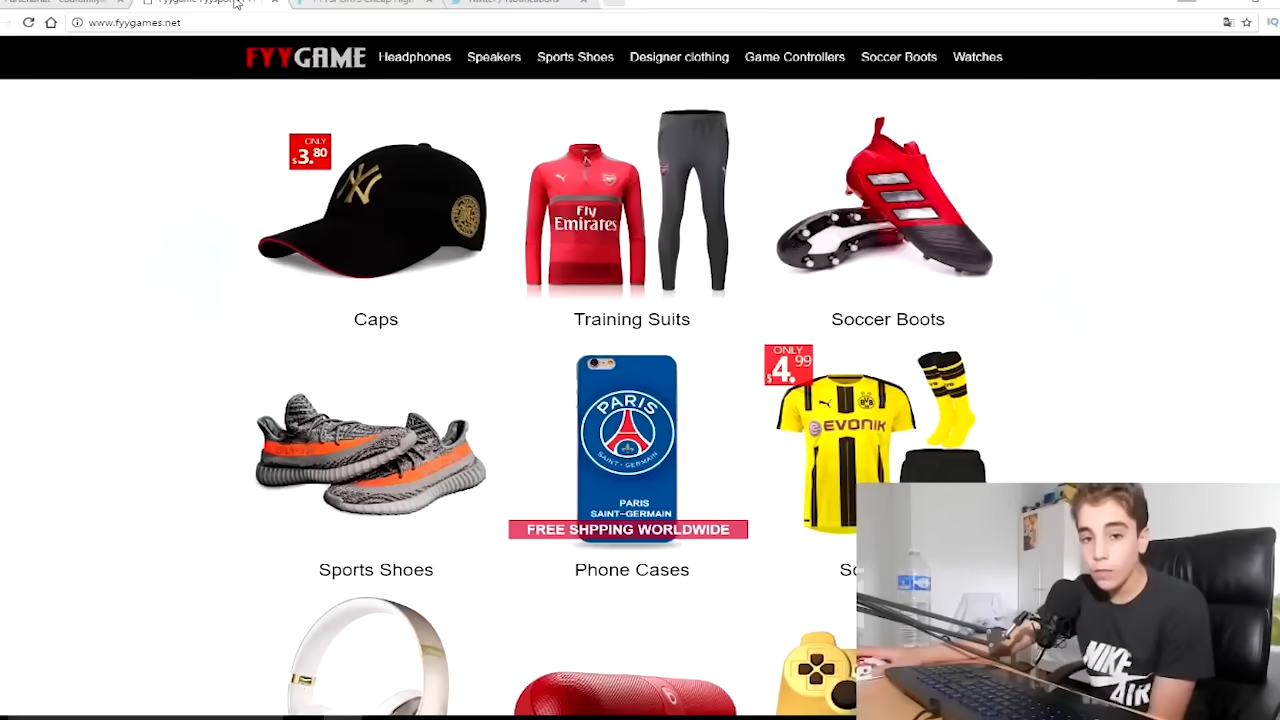 www.fyygames.net
FYYGAME
Headphones
Speakers
Sports Shoes
Designer clothing
Game Controllers
Soccer Boots
Watches
ONLY
$3.80
NY
Fly
Emirates
Caps
Training Suits
Soccer Boots
PARIS
SAINT-GERMAIN
PARIS
SAINT-GERMAIN
FREE SHPPING WORLDWIDE
ONLY
$4.99
BVB
EVONIK
Sports Shoes
Phone Cases
NIKE
AIR